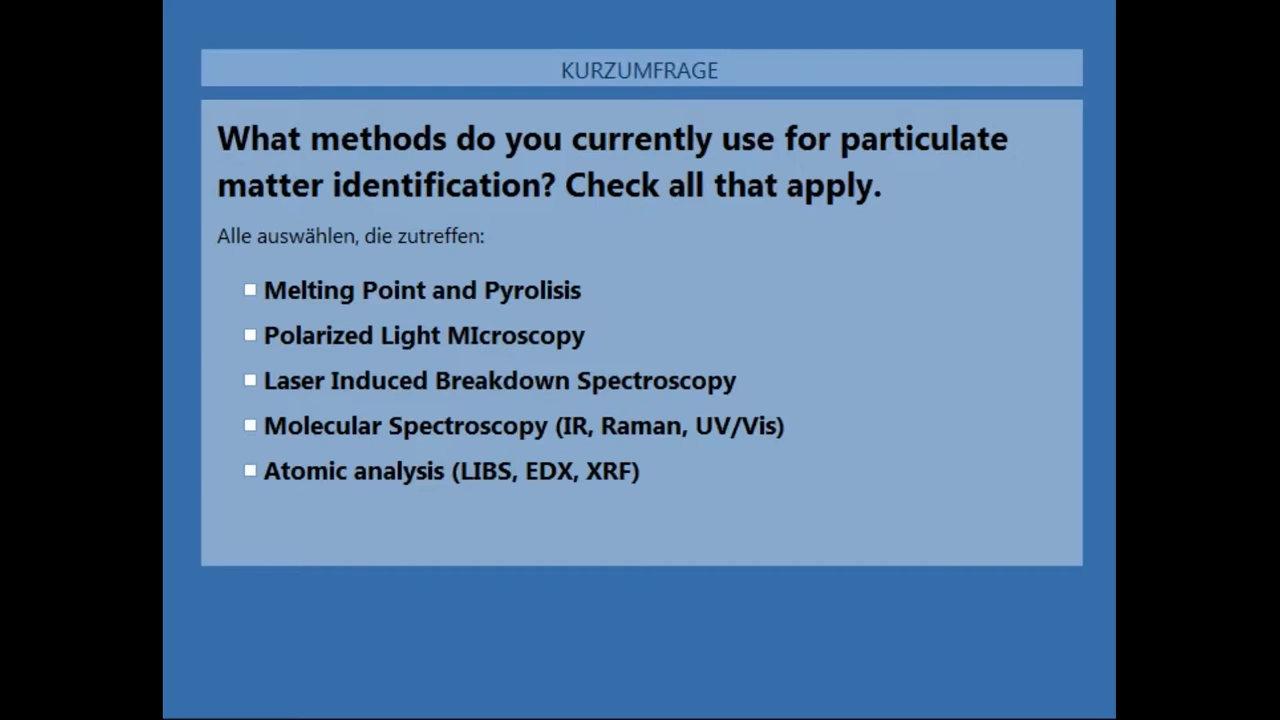 KURZUMFRAGE
What methods do you currently use for particulate
matter identification? Check all that apply.
Alle auswählen, die zutreffen:
Melting Point and Pyrolisis
Polarized Light MIcroscopy
Laser Induced Breakdown Spectroscopy
Molecular Spectroscopy (IR, Raman, UV/Vis)
Atomic analysis (LIBS, EDX, XRF)